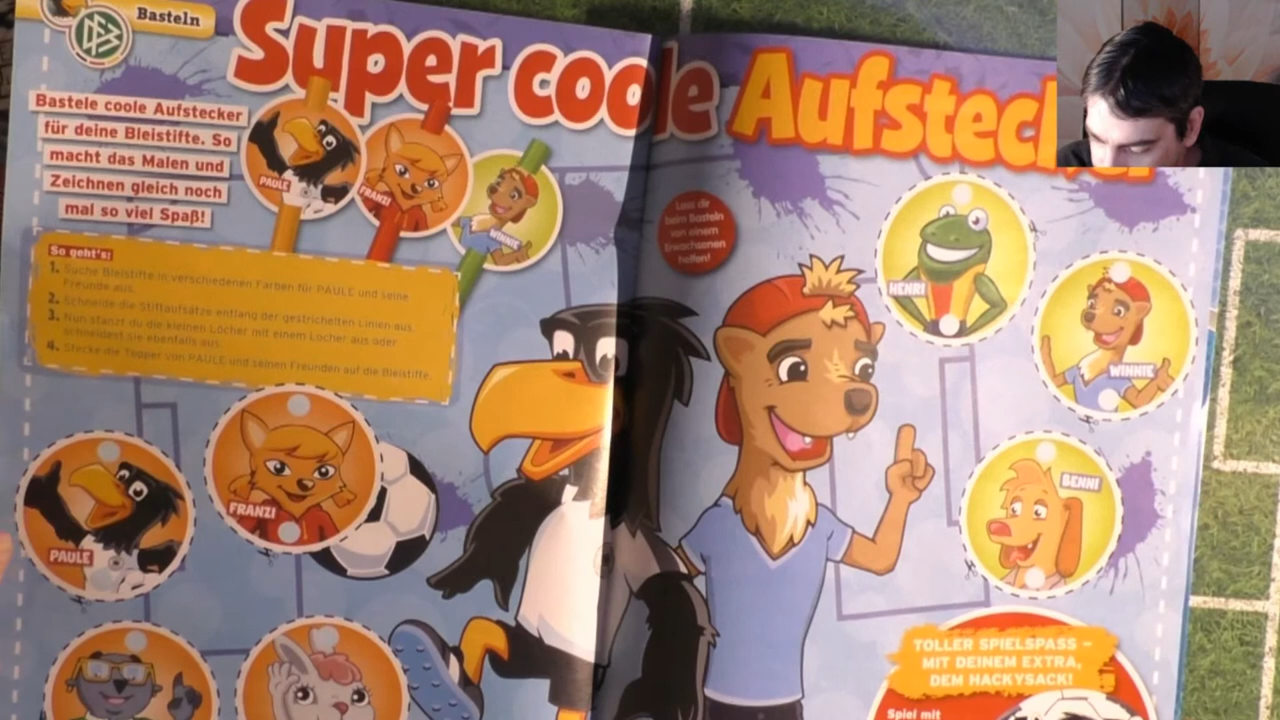 DFB
Basteln
Super coole Aufstecker
Bastele coole Aufstecker
für deine Bleistifte. So
macht das Malen und
Zeichnen gleich noch
mal so viel Spaß!
PAULE
FRANZI
WINNIE
Lass dir
beim Basteln
von einem
Erwachsenen
helfen!
So geht's:
1. Suche Bleistifte in verschiedenen Farben für PAULE und seine
Freunde aus.
2. Schneide die Stiftaufsätze entlang der gestrichelten Linien aus.
3. Nun stanzt du die kleinen Löcher mit einem Locher aus oder
schneidest sie ebenfalls aus.
4. Stecke die Topper von PAULE und seinen Freunden auf die Bleistifte.
HENRI
WINNIE
BENNI
FRANZI
PAULE
TOLLER SPIELSPASS –
MIT DEINEM EXTRA,
DEM HACKYSACK!
Spiel mit